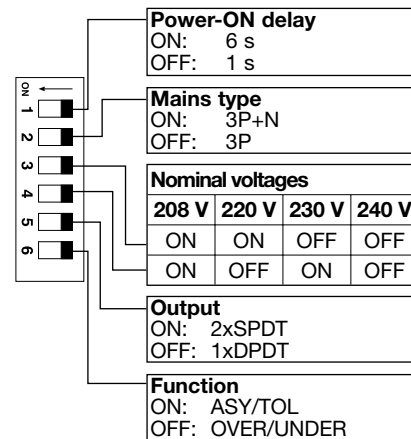 Power-ON delay
ON: 6 s
OFF: 1 s
ON
1
2
3
4
5
6
Mains type
ON: 3P+N
OFF: 3P
Nominal voltages
208 V 220 V 230 V 240 V
ON ON OFF OFF
ON OFF ON OFF
Output
ON: 2xSPDT
OFF: 1xDPDT
Function
ON: ASY/TOL
OFF: OVER/UNDER